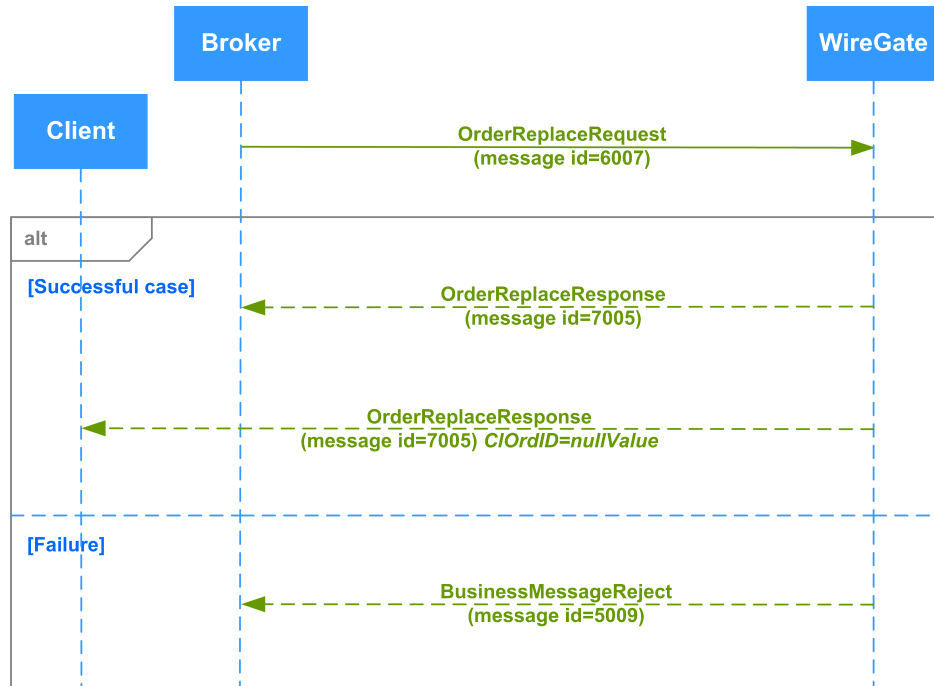 Broker
WireGate
Client
OrderReplaceRequest
(message id=6007)
alt
[Successful case]
OrderReplaceResponse
(message id=7005)
OrderReplaceResponse
(message id=7005) ClOrdID=nullValue
[Failure]
BusinessMessageReject
(message id=5009)